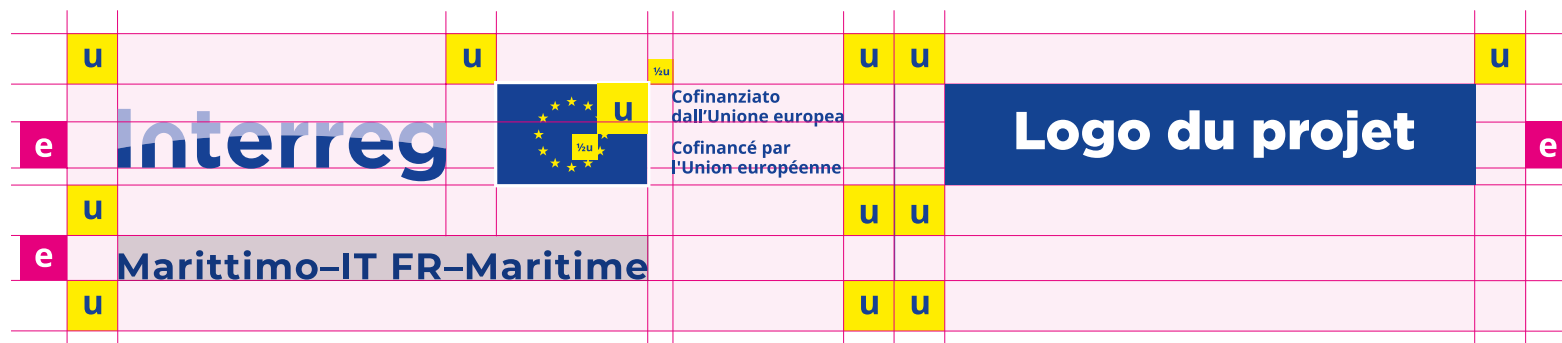 u u u u u
½u
Interreg
u
½u
Cofinanziato
dall'Unione europea
Cofinancé par
l'Union européenne
Logo du projet
e e
u u u
e
Marittimo–IT FR–Maritime
u u u